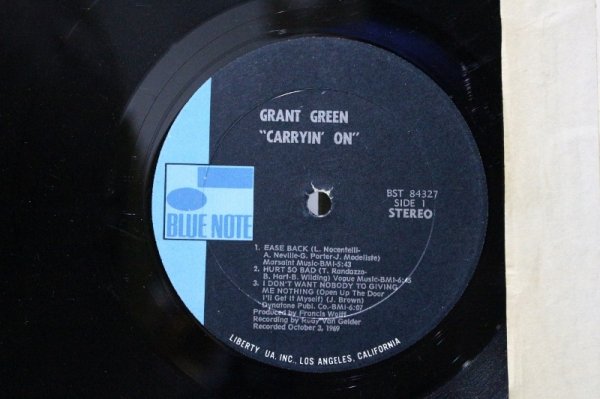 GRANT GREEN
"CARRYIN' ON"
BST 84327
SIDE 1
STEREO
BLUE NOTE
1. EASE BACK (L. Nocentelli-
A. Neville-G. Porter-J. Modeliste)
Marsaint Music-BMI-5:43
2. HURT SO BAD (T. Randazzo-
B. Hart-B. Wilding) Vogue Music-BMI-6:45
3. I DON'T WANT NOBODY TO GIVING
ME NOTHING (Open Up The Door
I'll Get It Myself) (J. Brown)
Dynatone Publ. Co.-BMI-6:07
Produced by Francis Wolff
Recording by Rudy Van Gelder
Recorded October 3, 1969
LIBERTY UA, INC., LOS ANGELES, CALIFORNIA